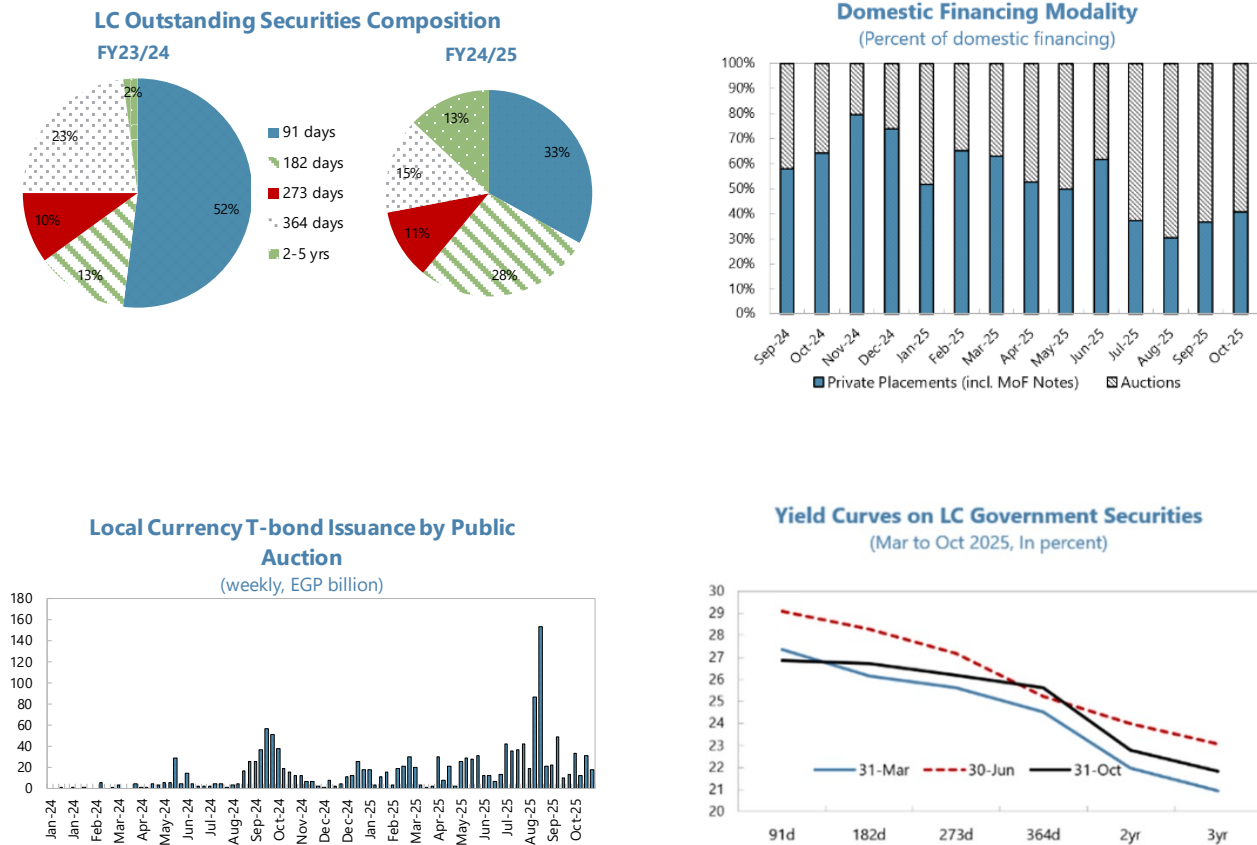 LC Outstanding Securities Composition
FY23/24
FY24/25
2%
23%
10%
13%
52%
91 days
182 days
273 days
364 days
2-5 yrs
13%
15%
11%
28%
33%
Domestic Financing Modality
(Percent of domestic financing)
100%
90%
80%
70%
60%
50%
40%
30%
20%
10%
0%
Sep-24
Oct-24
Nov-24
Dec-24
Jan-25
Feb-25
Mar-25
Apr-25
May-25
Jun-25
Jul-25
Aug-25
Sep-25
Oct-25
Private Placements (incl. MoF Notes)
Auctions
Local Currency T-bond Issuance by Public
Auction
(weekly, EGP billion)
180
160
140
120
100
80
60
40
20
0
Jan-24
Jan-24
Feb-24
Mar-24
Apr-24
May-24
Jun-24
Jul-24
Aug-24
Sep-24
Oct-24
Nov-24
Dec-24
Dec-24
Jan-25
Feb-25
Mar-25
Apr-25
May-25
Jun-25
Jul-25
Aug-25
Sep-25
Oct-25
Yield Curves on LC Government Securities
(Mar to Oct 2025, In percent)
30
29
28
27
26
25
24
23
22
21
20
31-Mar
30-Jun
31-Oct
91d
182d
273d
364d
2yr
3yr